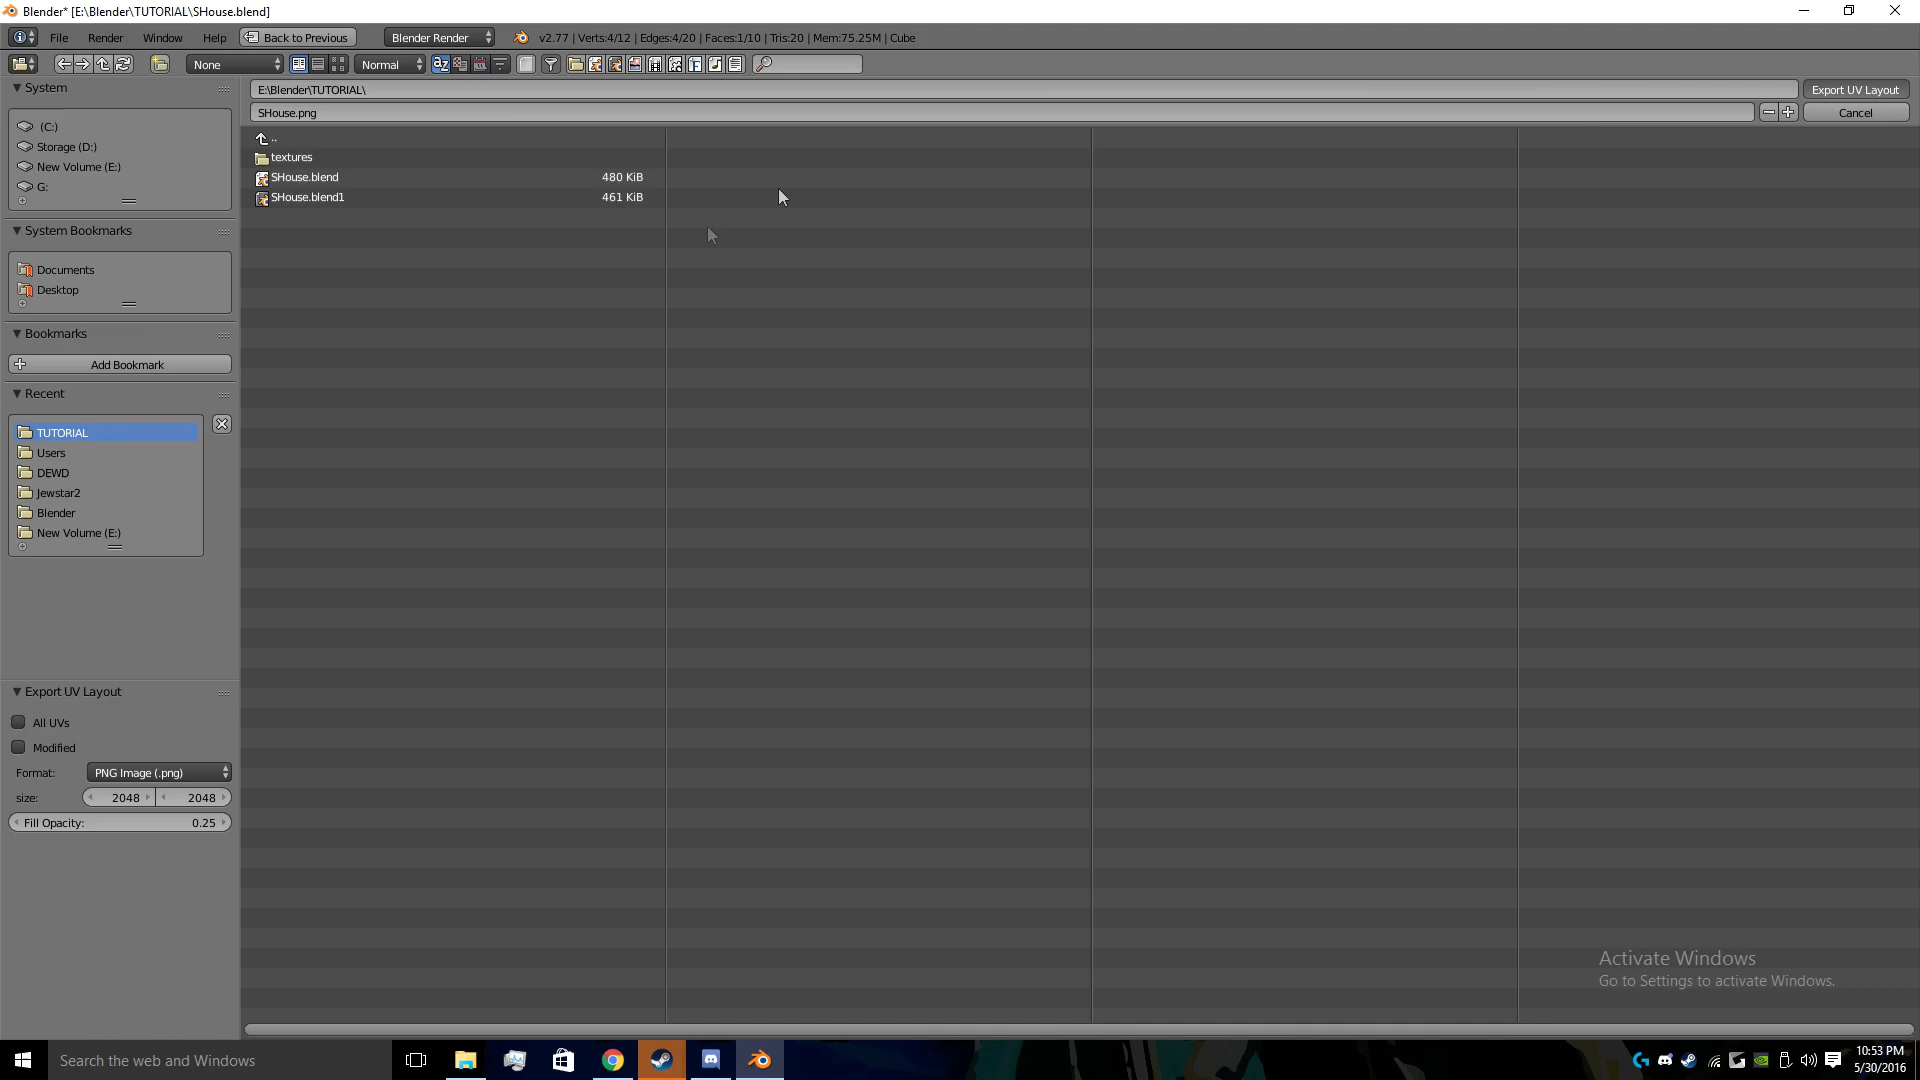 Blender* [E:\Blender\TUTORIAL\SHouse.blend]
File Render Window Help Back to Previous Blender Render v2.77 | Verts:4/12 | Edges:4/20 | Faces:1/10 | Tris:20 | Mem:75.25M | Cube
None Normal
System
E:\Blender\TUTORIAL\ Export UV Layout
SHouse.png Cancel
(C:)
Storage (D:)
New Volume (E:)
G:
..
textures
SHouse.blend 480 KiB
SHouse.blend1 461 KiB
System Bookmarks
Documents
Desktop
Bookmarks
Add Bookmark
Recent
TUTORIAL
Users
DEWD
Jewstar2
Blender
New Volume (E:)
Export UV Layout
All UVs
Modified
Format: PNG Image (.png)
size: 2048 2048
Fill Opacity: 0.25
Activate Windows
Go to Settings to activate Windows.
Search the web and Windows
10:53 PM
5/30/2016